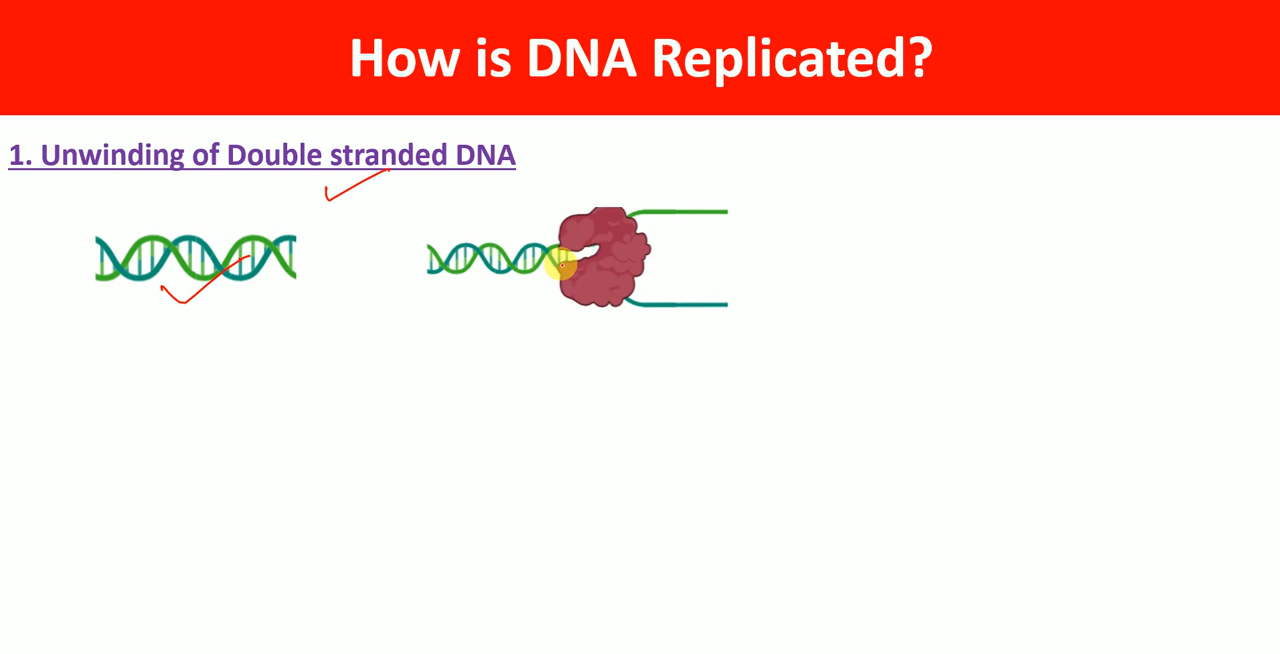 How is DNA Replicated?
1. Unwinding of Double stranded DNA